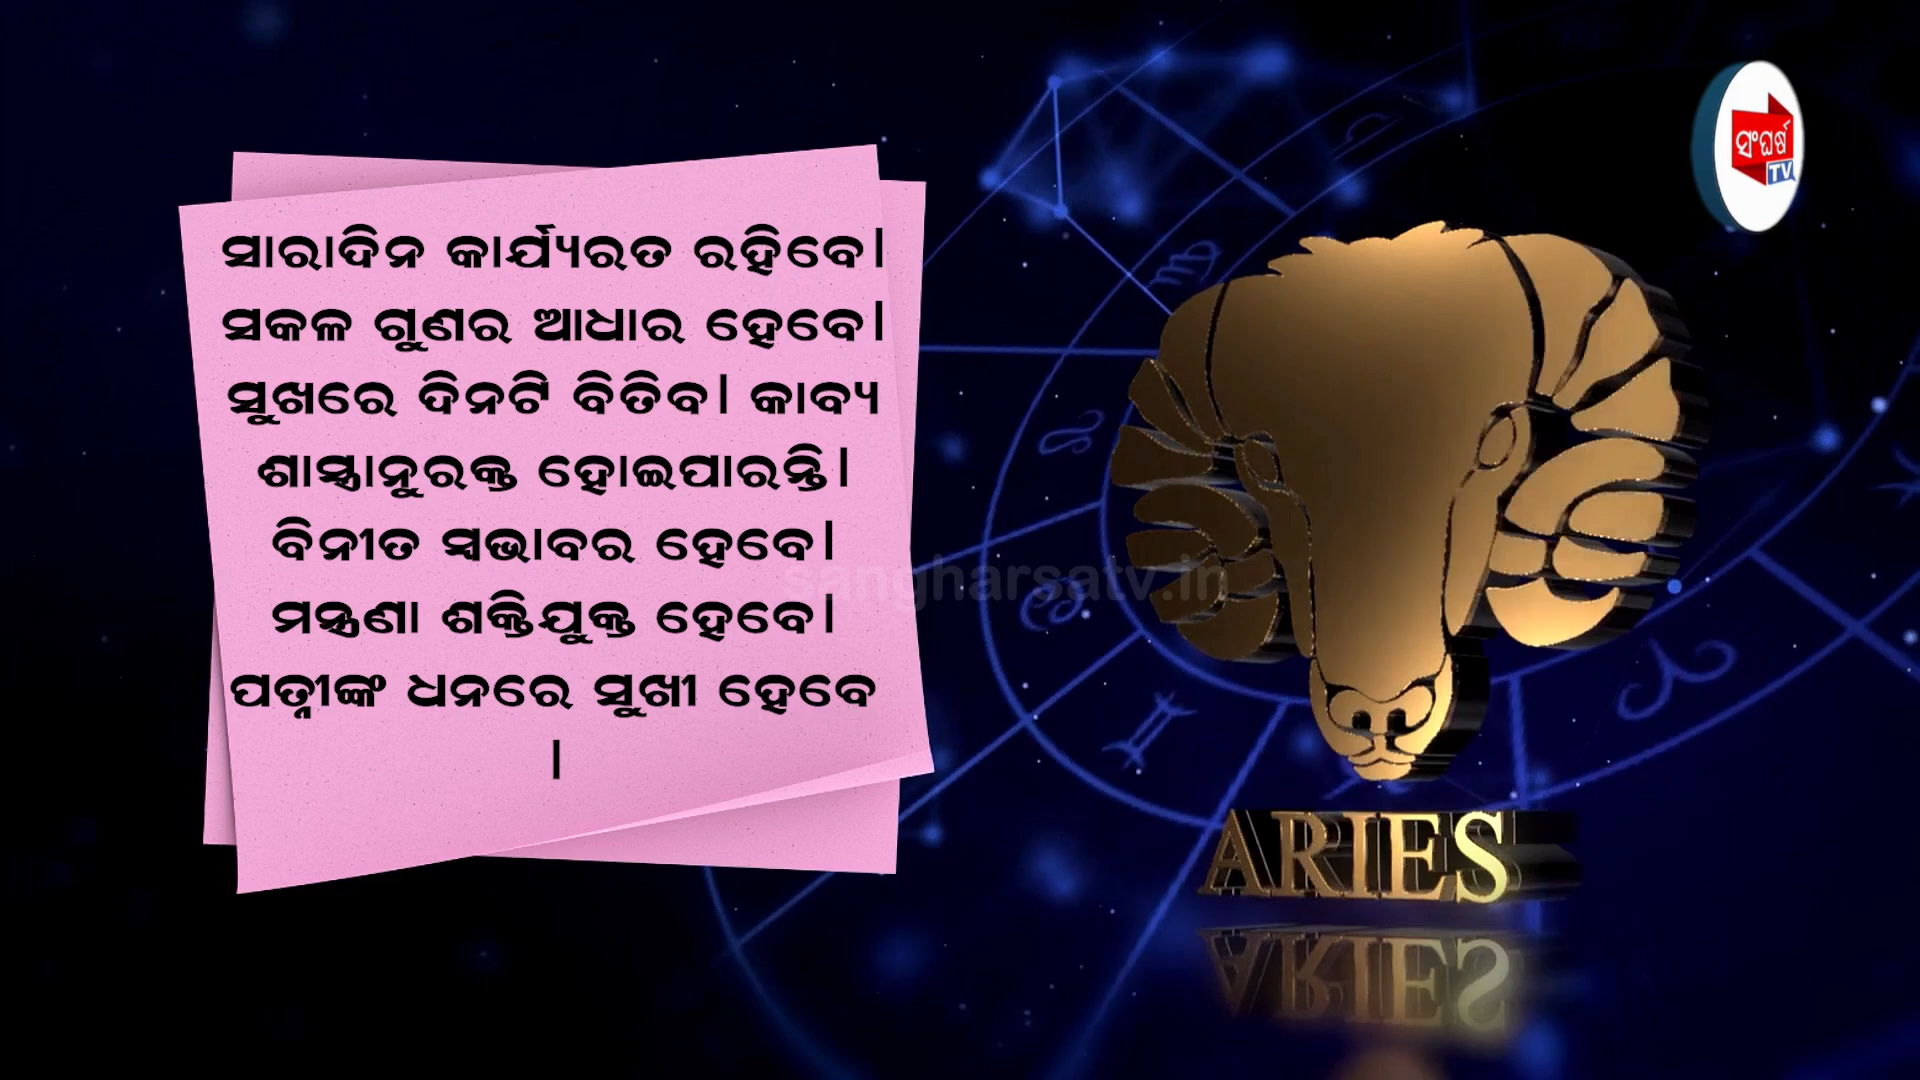 ସାରାଦିନ କାର୍ଯ୍ୟରତ ରହିବେ।
ସକଳ ଗୁଣର ଆଧାର ହେବେ।
ସୁଖରେ ଦିନଟି ବିତିବ। କାବ୍ୟ
ଶାସ୍ତ୍ରାନୁରକ୍ତ ହୋଇପାରନ୍ତି।
ବିନୀତ ସ୍ୱଭାବର ହେବେ।
ମନ୍ତ୍ରଣା ଶକ୍ତିଯୁକ୍ତ ହେବେ।
ପତ୍ନୀଙ୍କ ଧନରେ ସୁଖୀ ହେବେ
।
ସଂଘର୍ଷ
TV
sangharsatv.in
ARIES